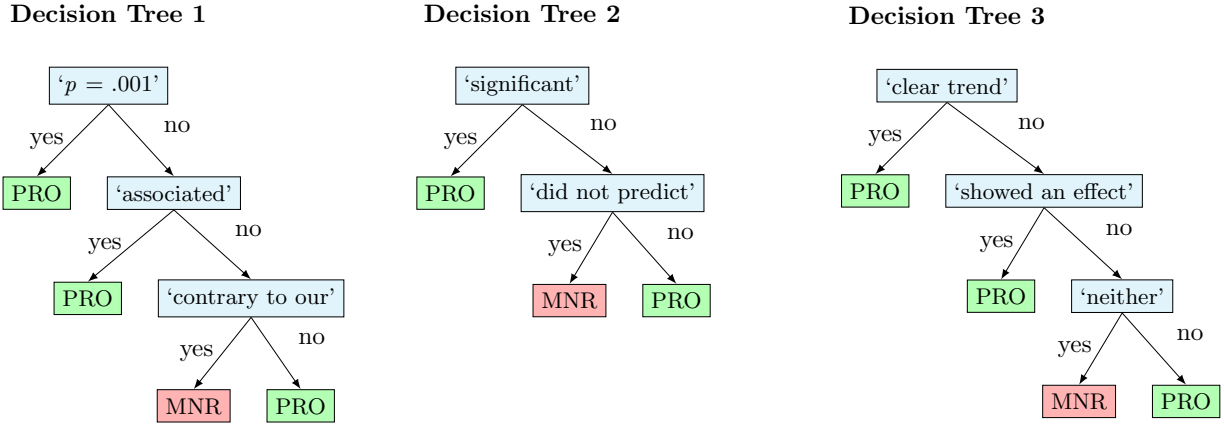 Decision Tree 1
Decision Tree 2
Decision Tree 3
‘p = .001’
yes
no
PRO
‘associated’
yes
no
PRO
‘contrary to our’
yes
no
MNR
PRO
‘significant’
yes
no
PRO
‘did not predict’
yes
no
MNR
PRO
‘clear trend’
yes
no
PRO
‘showed an effect’
yes
no
PRO
‘neither’
yes
no
MNR
PRO